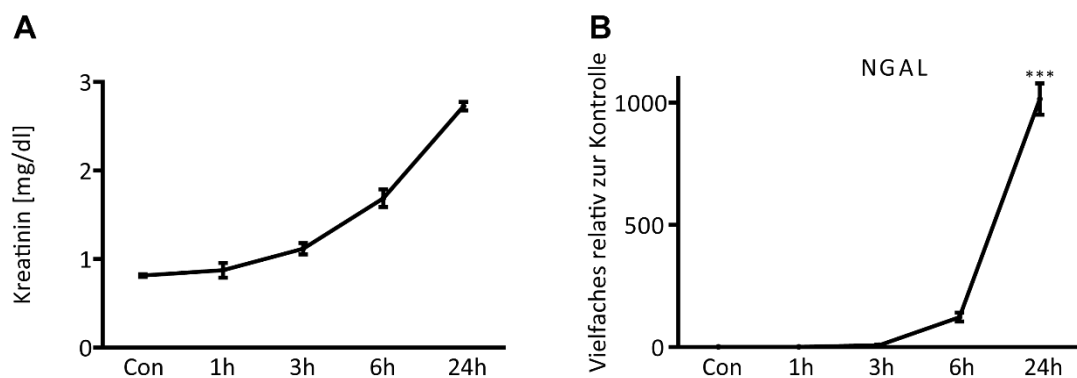 A
Kreatinin [mg/dl]
3
2
1
0
Con 1h 3h 6h 24h
B
NGAL
***
Vielfaches relativ zur Kontrolle
1000
500
0
Con 1h 3h 6h 24h